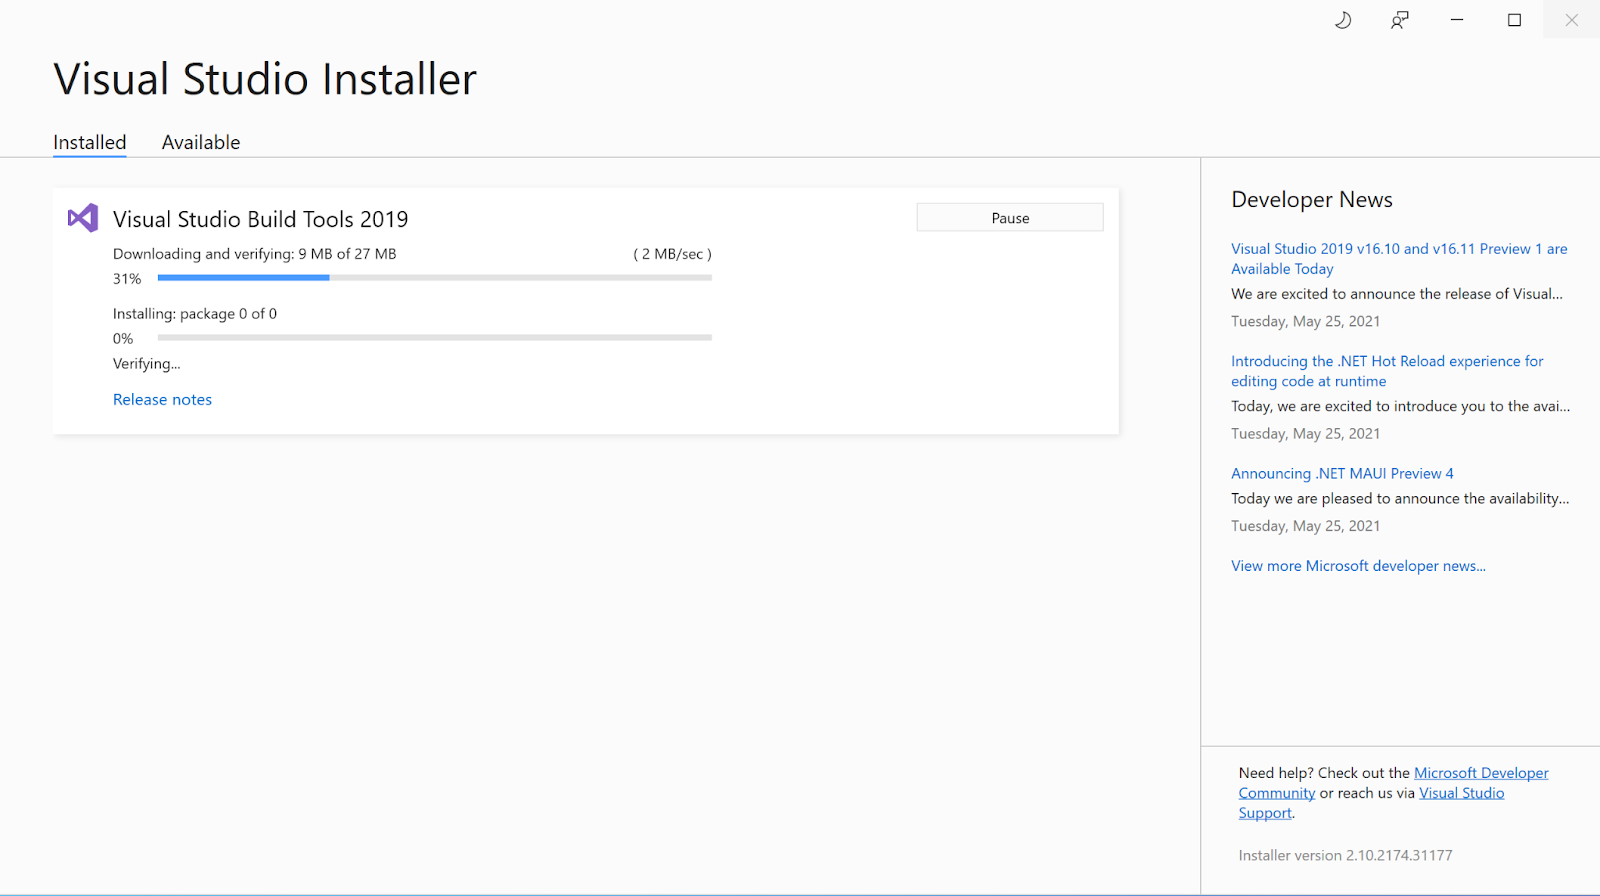 Visual Studio Installer
Installed Available
Visual Studio Build Tools 2019
Pause
Downloading and verifying: 9 MB of 27 MB ( 2 MB/sec )
31%
Installing: package 0 of 0
0%
Verifying...
Release notes
Developer News
Visual Studio 2019 v16.10 and v16.11 Preview 1 are
Available Today
We are excited to announce the release of Visual...
Tuesday, May 25, 2021
Introducing the .NET Hot Reload experience for
editing code at runtime
Today, we are excited to introduce you to the avai...
Tuesday, May 25, 2021
Announcing .NET MAUI Preview 4
Today we are pleased to announce the availability...
Tuesday, May 25, 2021
View more Microsoft developer news...
Need help? Check out the Microsoft Developer
Community or reach us via Visual Studio
Support.
Installer version 2.10.2174.31177